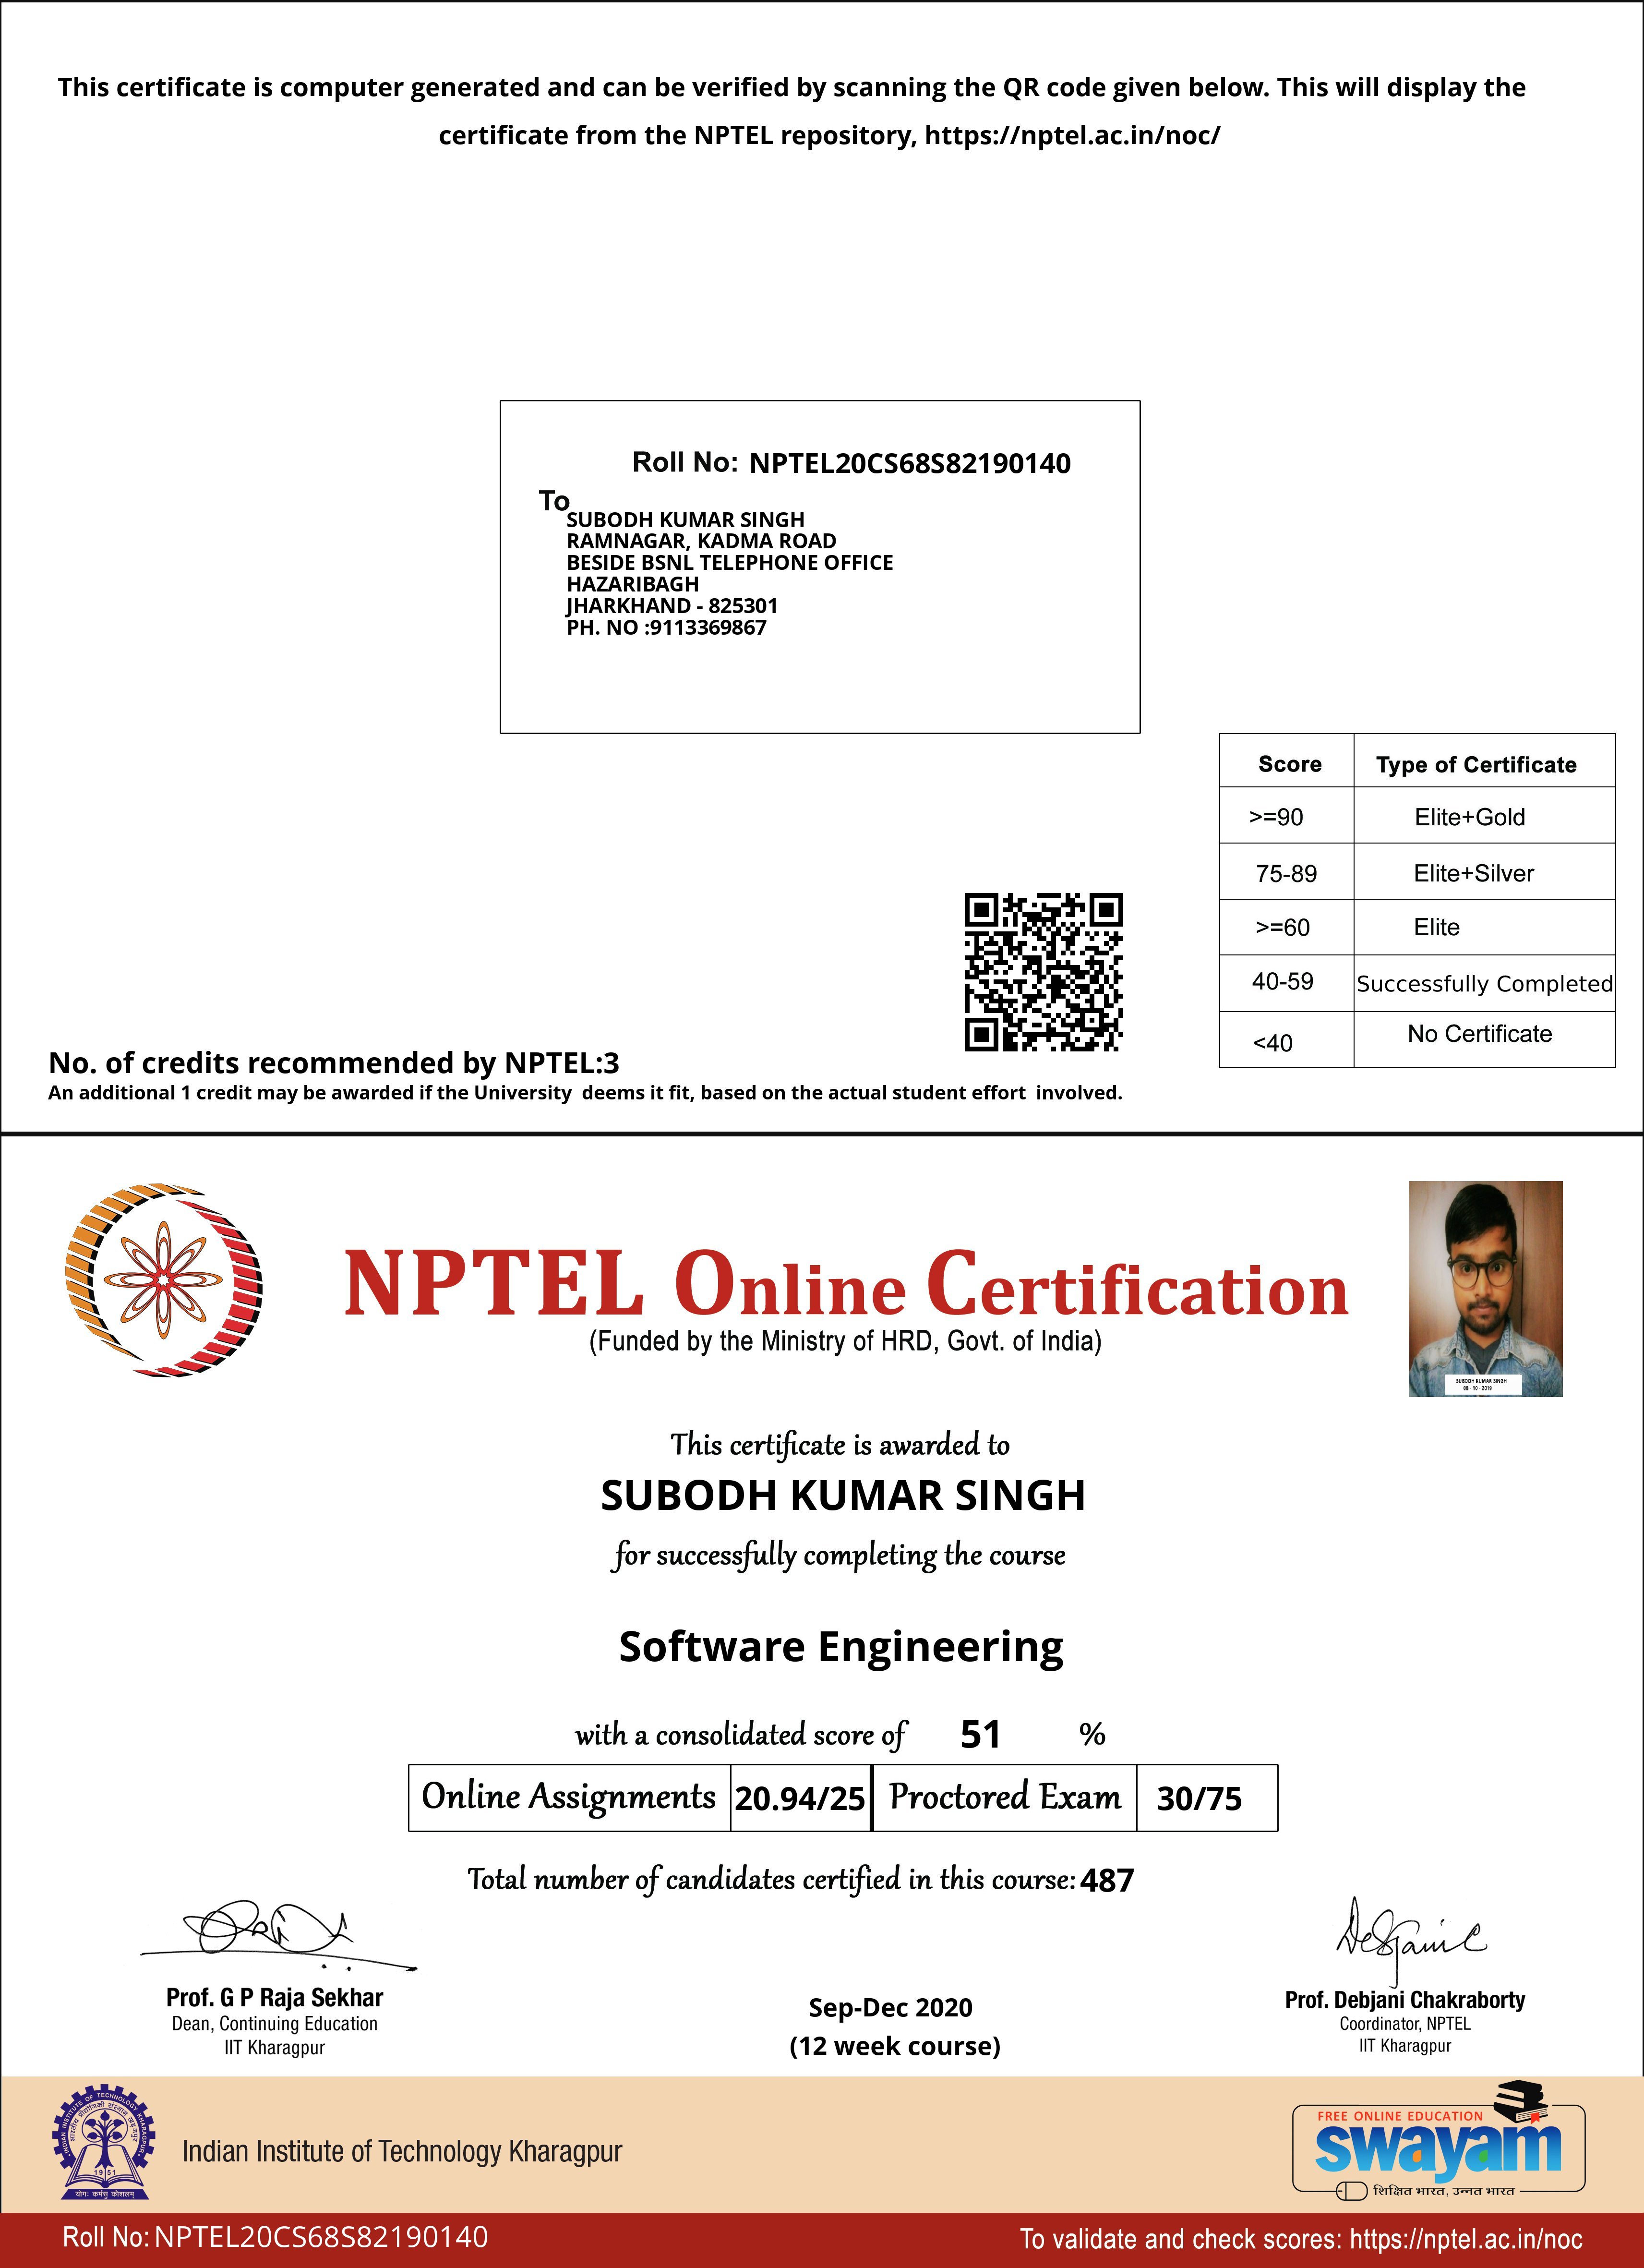 This certificate is computer generated and can be verified by scanning the QR code given below. This will display the
certificate from the NPTEL repository, https://nptel.ac.in/noc/
Roll No: NPTEL20CS68S82190140
To
SUBODH KUMAR SINGH
RAMNAGAR, KADMA ROAD
BESIDE BSNL TELEPHONE OFFICE
HAZARIBAGH
JHARKHAND - 825301
PH. NO :9113369867
Score Type of Certificate
>=90 Elite+Gold
75-89 Elite+Silver
>=60 Elite
40-59 Successfully Completed
<40 No Certificate
No. of credits recommended by NPTEL:3
An additional 1 credit may be awarded if the University deems it fit, based on the actual student effort involved.
NPTEL Online Certification
(Funded by the Ministry of HRD, Govt. of India)
SUBODH KUMAR SINGH
08 - 10 - 2019
This certificate is awarded to
SUBODH KUMAR SINGH
for successfully completing the course
Software Engineering
with a consolidated score of 51 %
Online Assignments 20.94/25 Proctored Exam 30/75
Total number of candidates certified in this course: 487
Prof. G P Raja Sekhar
Dean, Continuing Education
IIT Kharagpur
Sep-Dec 2020
(12 week course)
Prof. Debjani Chakraborty
Coordinator, NPTEL
IIT Kharagpur
INDIAN INSTITUTE OF TECHNOLOGY KHARAGPUR
भारतीय प्रौद्योगिकी संस्थान खड़गपुर
1951
योगः कर्मसु कौशलम्
Indian Institute of Technology Kharagpur
FREE ONLINE EDUCATION
swayam
शिक्षित भारत, उन्नत भारत
Roll No: NPTEL20CS68S82190140
To validate and check scores: https://nptel.ac.in/noc